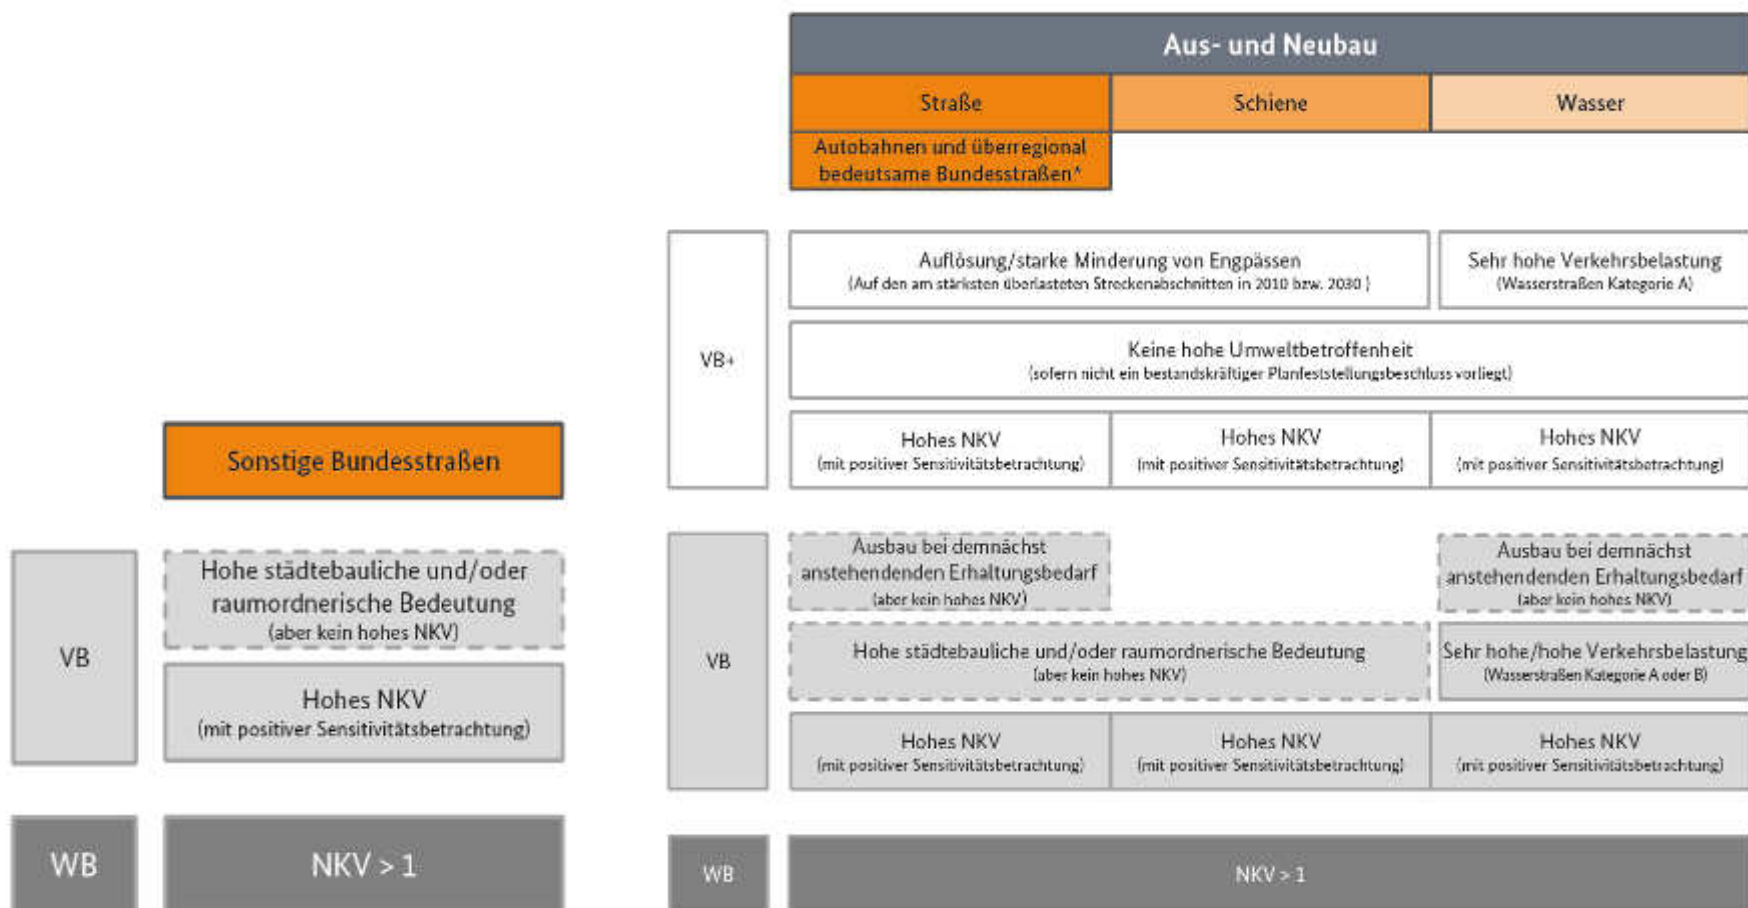 Aus- und Neubau
Straße
Schiene
Wasser
Autobahnen und überregional
bedeutsame Bundesstraßen*
VB+
Auflösung/starke Minderung von Engpässen
(Auf den am stärksten überlasteten Streckenabschnitten in 2010 bzw. 2030 )
Sehr hohe Verkehrsbelastung
(Wasserstraßen Kategorie A)
Keine hohe Umweltbetroffenheit
(sofern nicht ein bestandskräftiger Planfeststellungsbeschluss vorliegt)
Hohes NKV
(mit positiver Sensitivitätsbetrachtung)
Hohes NKV
(mit positiver Sensitivitätsbetrachtung)
Hohes NKV
(mit positiver Sensitivitätsbetrachtung)
Sonstige Bundesstraßen
VB
Hohe städtebauliche und/oder
raumordnerische Bedeutung
(aber kein hohes NKV)
Hohes NKV
(mit positiver Sensitivitätsbetrachtung)
WB
NKV > 1
VB
Ausbau bei demnächst
anstehendenden Erhaltungsbedarf
(aber kein hohes NKV)
Ausbau bei demnächst
anstehendenden Erhaltungsbedarf
(aber kein hohes NKV)
Hohe städtebauliche und/oder raumordnerische Bedeutung
(aber kein hohes NKV)
Sehr hohe/hohe Verkehrsbelastung
(Wasserstraßen Kategorie A oder B)
Hohes NKV
(mit positiver Sensitivitätsbetrachtung)
Hohes NKV
(mit positiver Sensitivitätsbetrachtung)
Hohes NKV
(mit positiver Sensitivitätsbetrachtung)
WB
NKV > 1